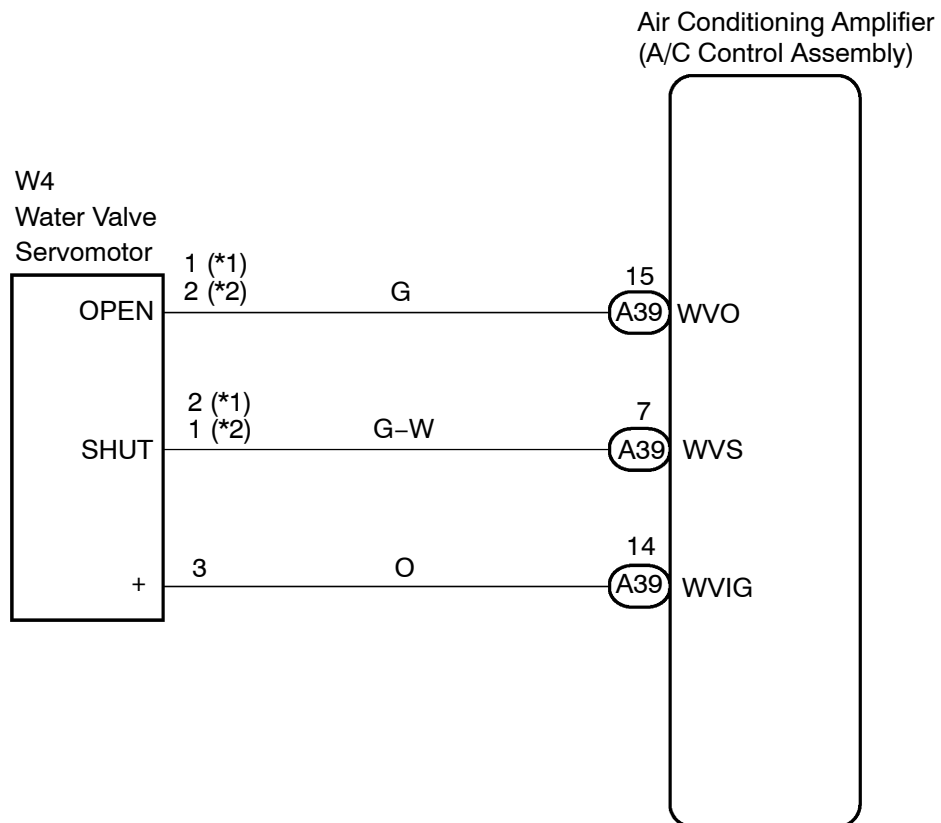 Air Conditioning Amplifier
(A/C Control Assembly)
W4
Water Valve
Servomotor
1 (*1)
2 (*2)
G
15
OPEN
A39
WVO
2 (*1)
1 (*2)
G–W
7
SHUT
A39
WVS
3
O
14
+
A39
WVIG